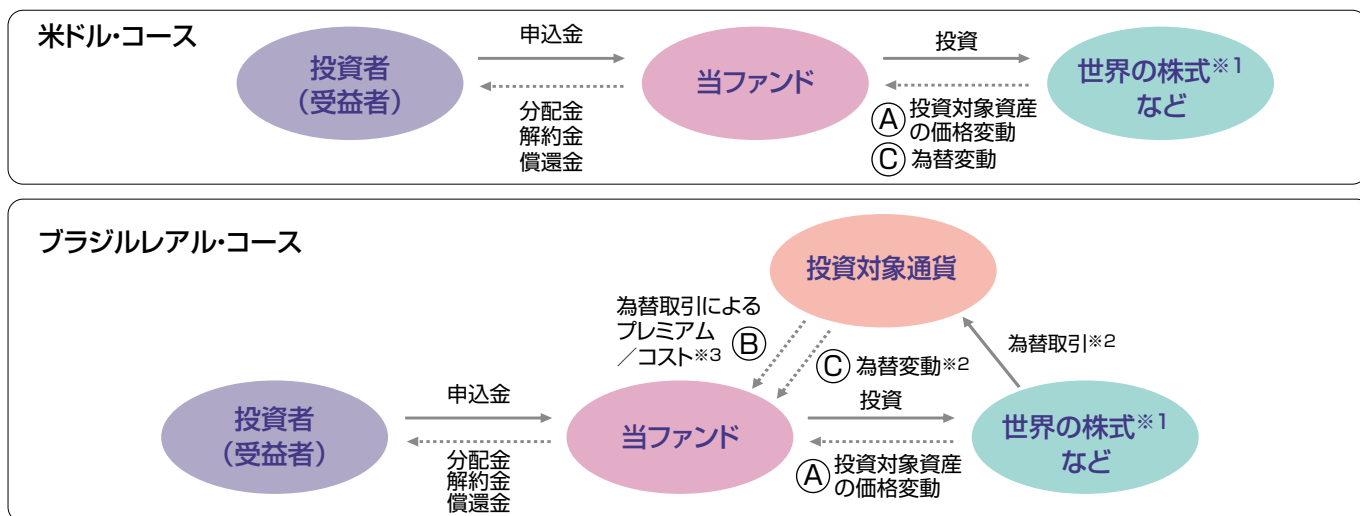 米ドル・コース
投資者
（受益者）
申込金
分配金
解約金
償還金
当ファンド
投資
Ⓐ 投資対象資産
の価格変動
Ⓒ 為替変動
世界の株式※1
など
ブラジルレアル・コース
投資対象通貨
為替取引による
プレミアム
／コスト※3 Ⓑ
Ⓒ 為替変動※2
為替取引※2
投資者
（受益者）
申込金
分配金
解約金
償還金
当ファンド
投資
Ⓐ 投資対象資産
の価格変動
世界の株式※1
など